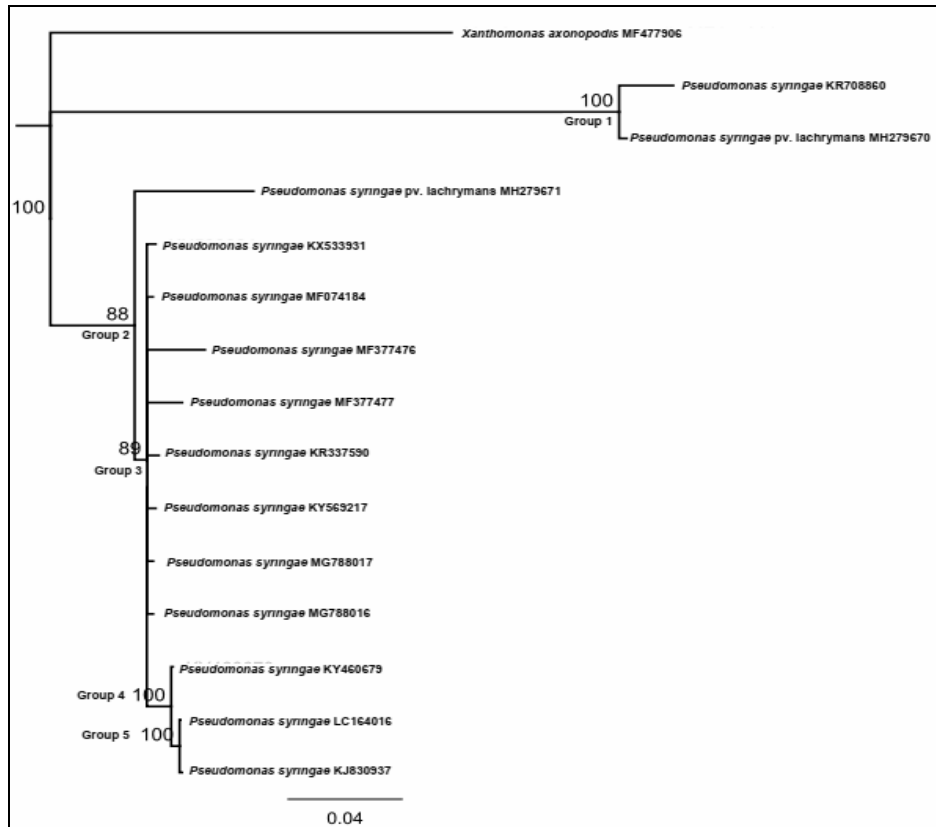 Xanthomonas axonopodis MF477906
Pseudomonas syringae KR708860
100
Group 1
Pseudomonas syringae pv. lachrymans MH279670
Pseudomonas syringae pv. lachrymans MH279671
100
Pseudomonas syringae KX533931
Pseudomonas syringae MF074184
88
Group 2
Pseudomonas syringae MF377476
Pseudomonas syringae MF377477
89
Pseudomonas syringae KR337590
Group 3
Pseudomonas syringae KY569217
Pseudomonas syringae MG788017
Pseudomonas syringae MG788016
Pseudomonas syringae KY460679
Group 4 100
Pseudomonas syringae LC164016
Group 5 100
Pseudomonas syringae KJ830937
0.04